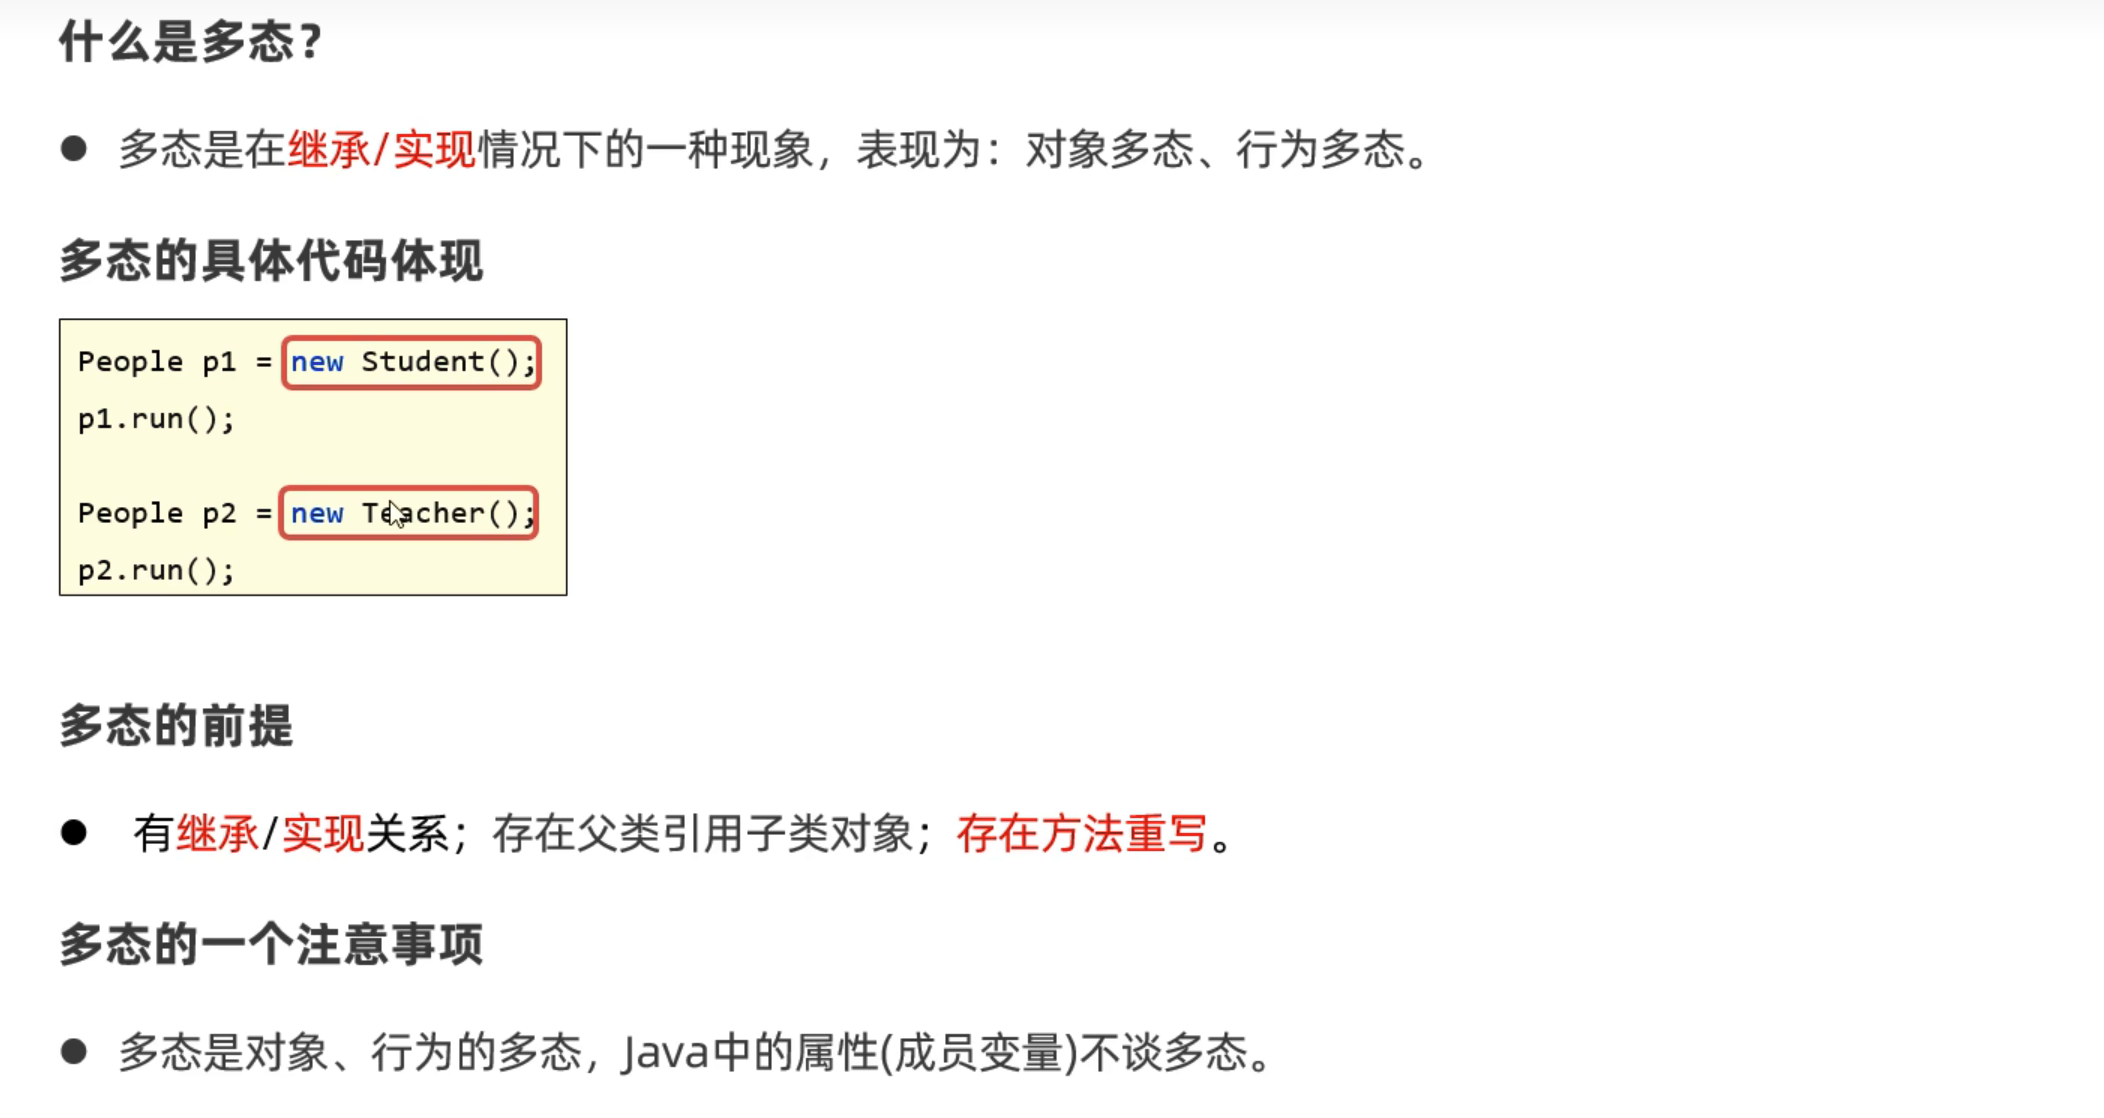 什么是多态？
多态是在继承/实现情况下的一种现象，表现为：对象多态、行为多态。
多态的具体代码体现
People p1 = new Student();
p1.run();
People p2 = new Teacher();
p2.run();
多态的前提
有继承/实现关系；存在父类引用子类对象；存在方法重写。
多态的一个注意事项
多态是对象、行为的多态，Java中的属性(成员变量)不谈多态。